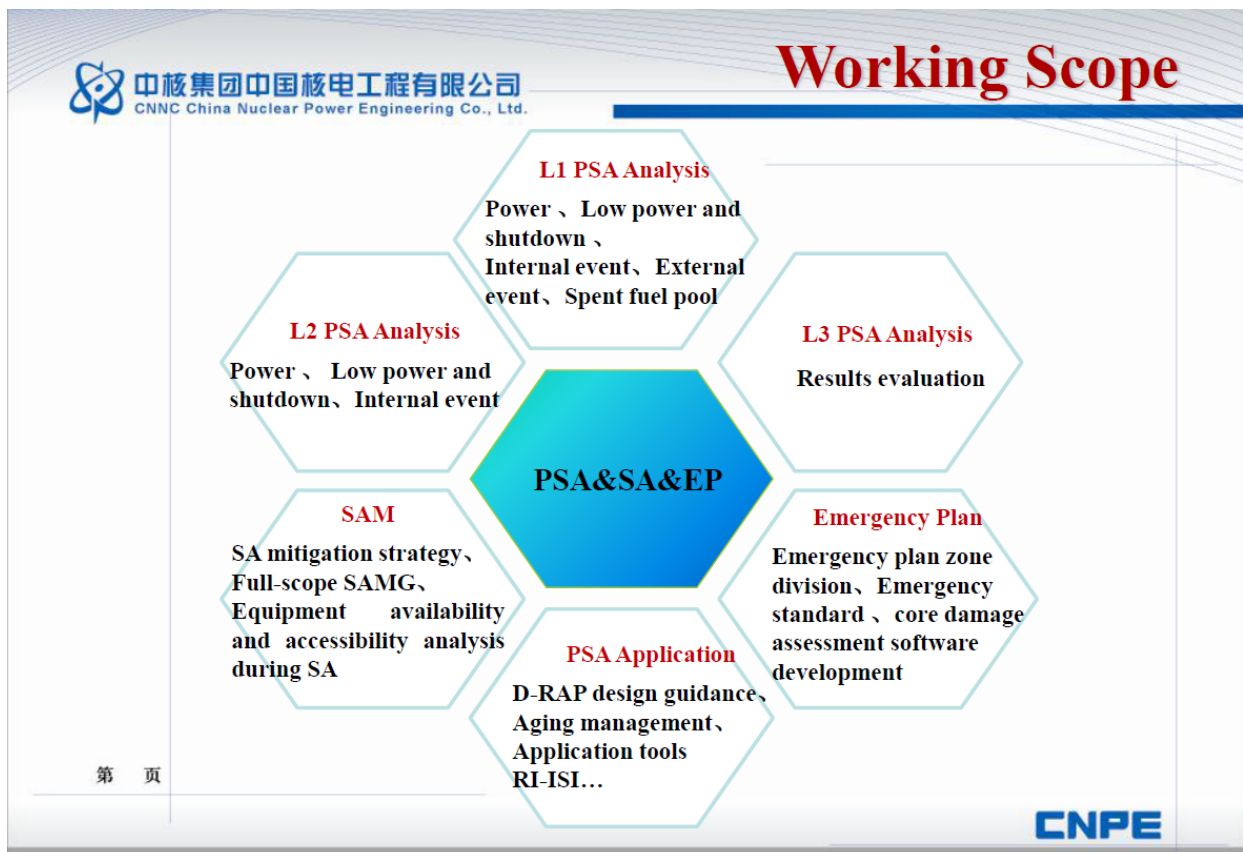 中核集团中国核电工程有限公司
CNNC China Nuclear Power Engineering Co., Ltd.
Working Scope
L1 PSA Analysis
Power 、Low power and
shutdown 、
Internal event、External
event、Spent fuel pool
L2 PSA Analysis
Power 、 Low power and
shutdown、Internal event
L3 PSA Analysis
Results evaluation
PSA&SA&EP
SAM
SA mitigation strategy、
Full-scope SAMG、
Equipment availability
and accessibility analysis
during SA
Emergency Plan
Emergency plan zone
division、Emergency
standard 、core damage
assessment software
development
PSA Application
D-RAP design guidance、
Aging management、
Application tools
RI-ISI…
第 页
CNPE